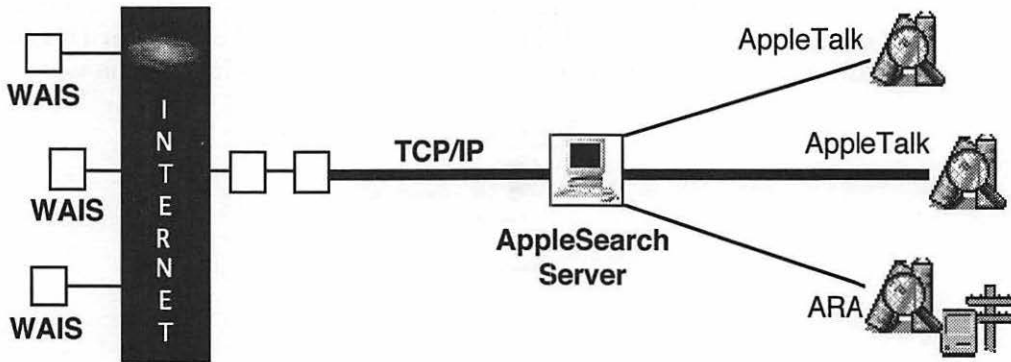 WAIS
WAIS
WAIS
INTERNET
TCP/IP
AppleSearch
Server
AppleTalk
AppleTalk
ARA